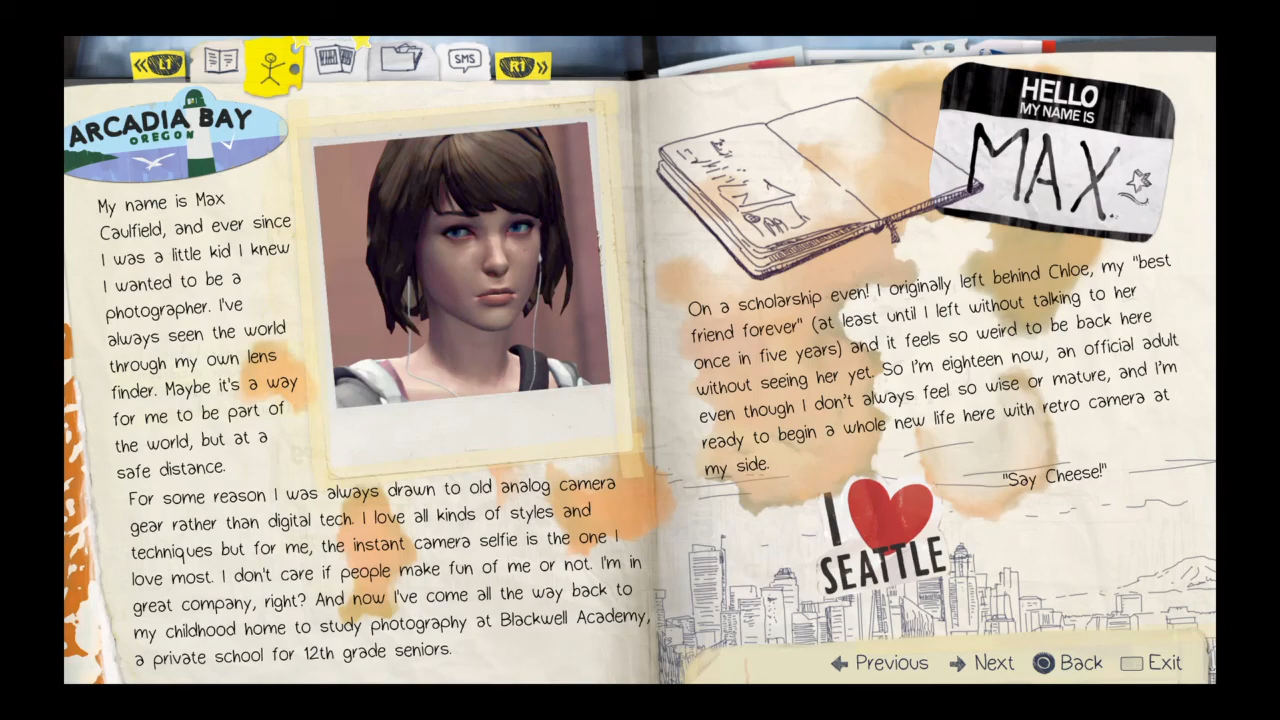 L1
SMS
R1
ARCADIA BAY
OREGON
My name is Max
Caulfield, and ever since
I was a little kid I knew
I wanted to be a
photographer. I've
always seen the world
through my own lens
finder. Maybe it's a way
for me to be part of
the world, but at a
safe distance.
For some reason I was always drawn to old analog camera
gear rather than digital tech. I love all kinds of styles and
techniques but for me, the instant camera selfie is the one I
love most. I don't care if people make fun of me or not. I'm in
great company, right? And now I've come all the way back to
my childhood home to study photography at Blackwell Academy,
a private school for 12th grade seniors.
HELLO
MY NAME IS
MAX
On a scholarship even! I originally left behind Chloe, my "best
friend forever" (at least until I left without talking to her
once in five years) and it feels so weird to be back here
without seeing her yet. So I'm eighteen now, an official adult
even though I don't always feel so wise or mature, and I'm
ready to begin a whole new life here with retro camera at
my side.
"Say Cheese!"
I
SEATTLE
Previous
Next
Back
Exit